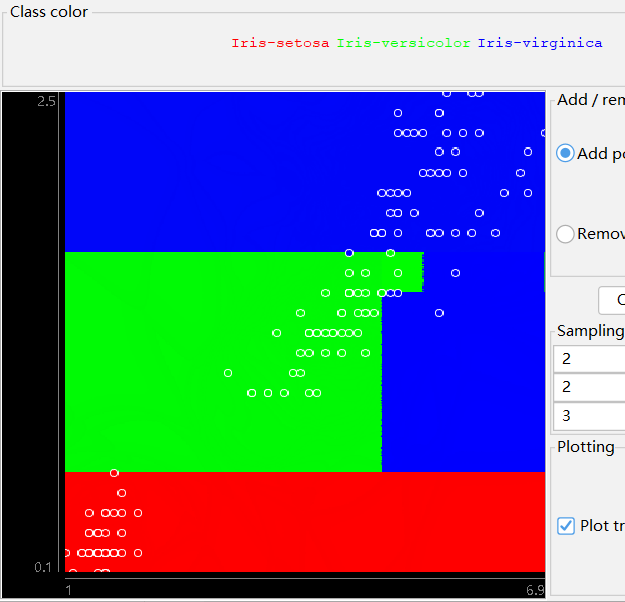 Class color
Iris-setosa Iris-versicolor Iris-virginica
2.5
Add / rem
Add po
Remov
C
Sampling
2
2
3
Plotting
Plot tr
0.1
1 6.9